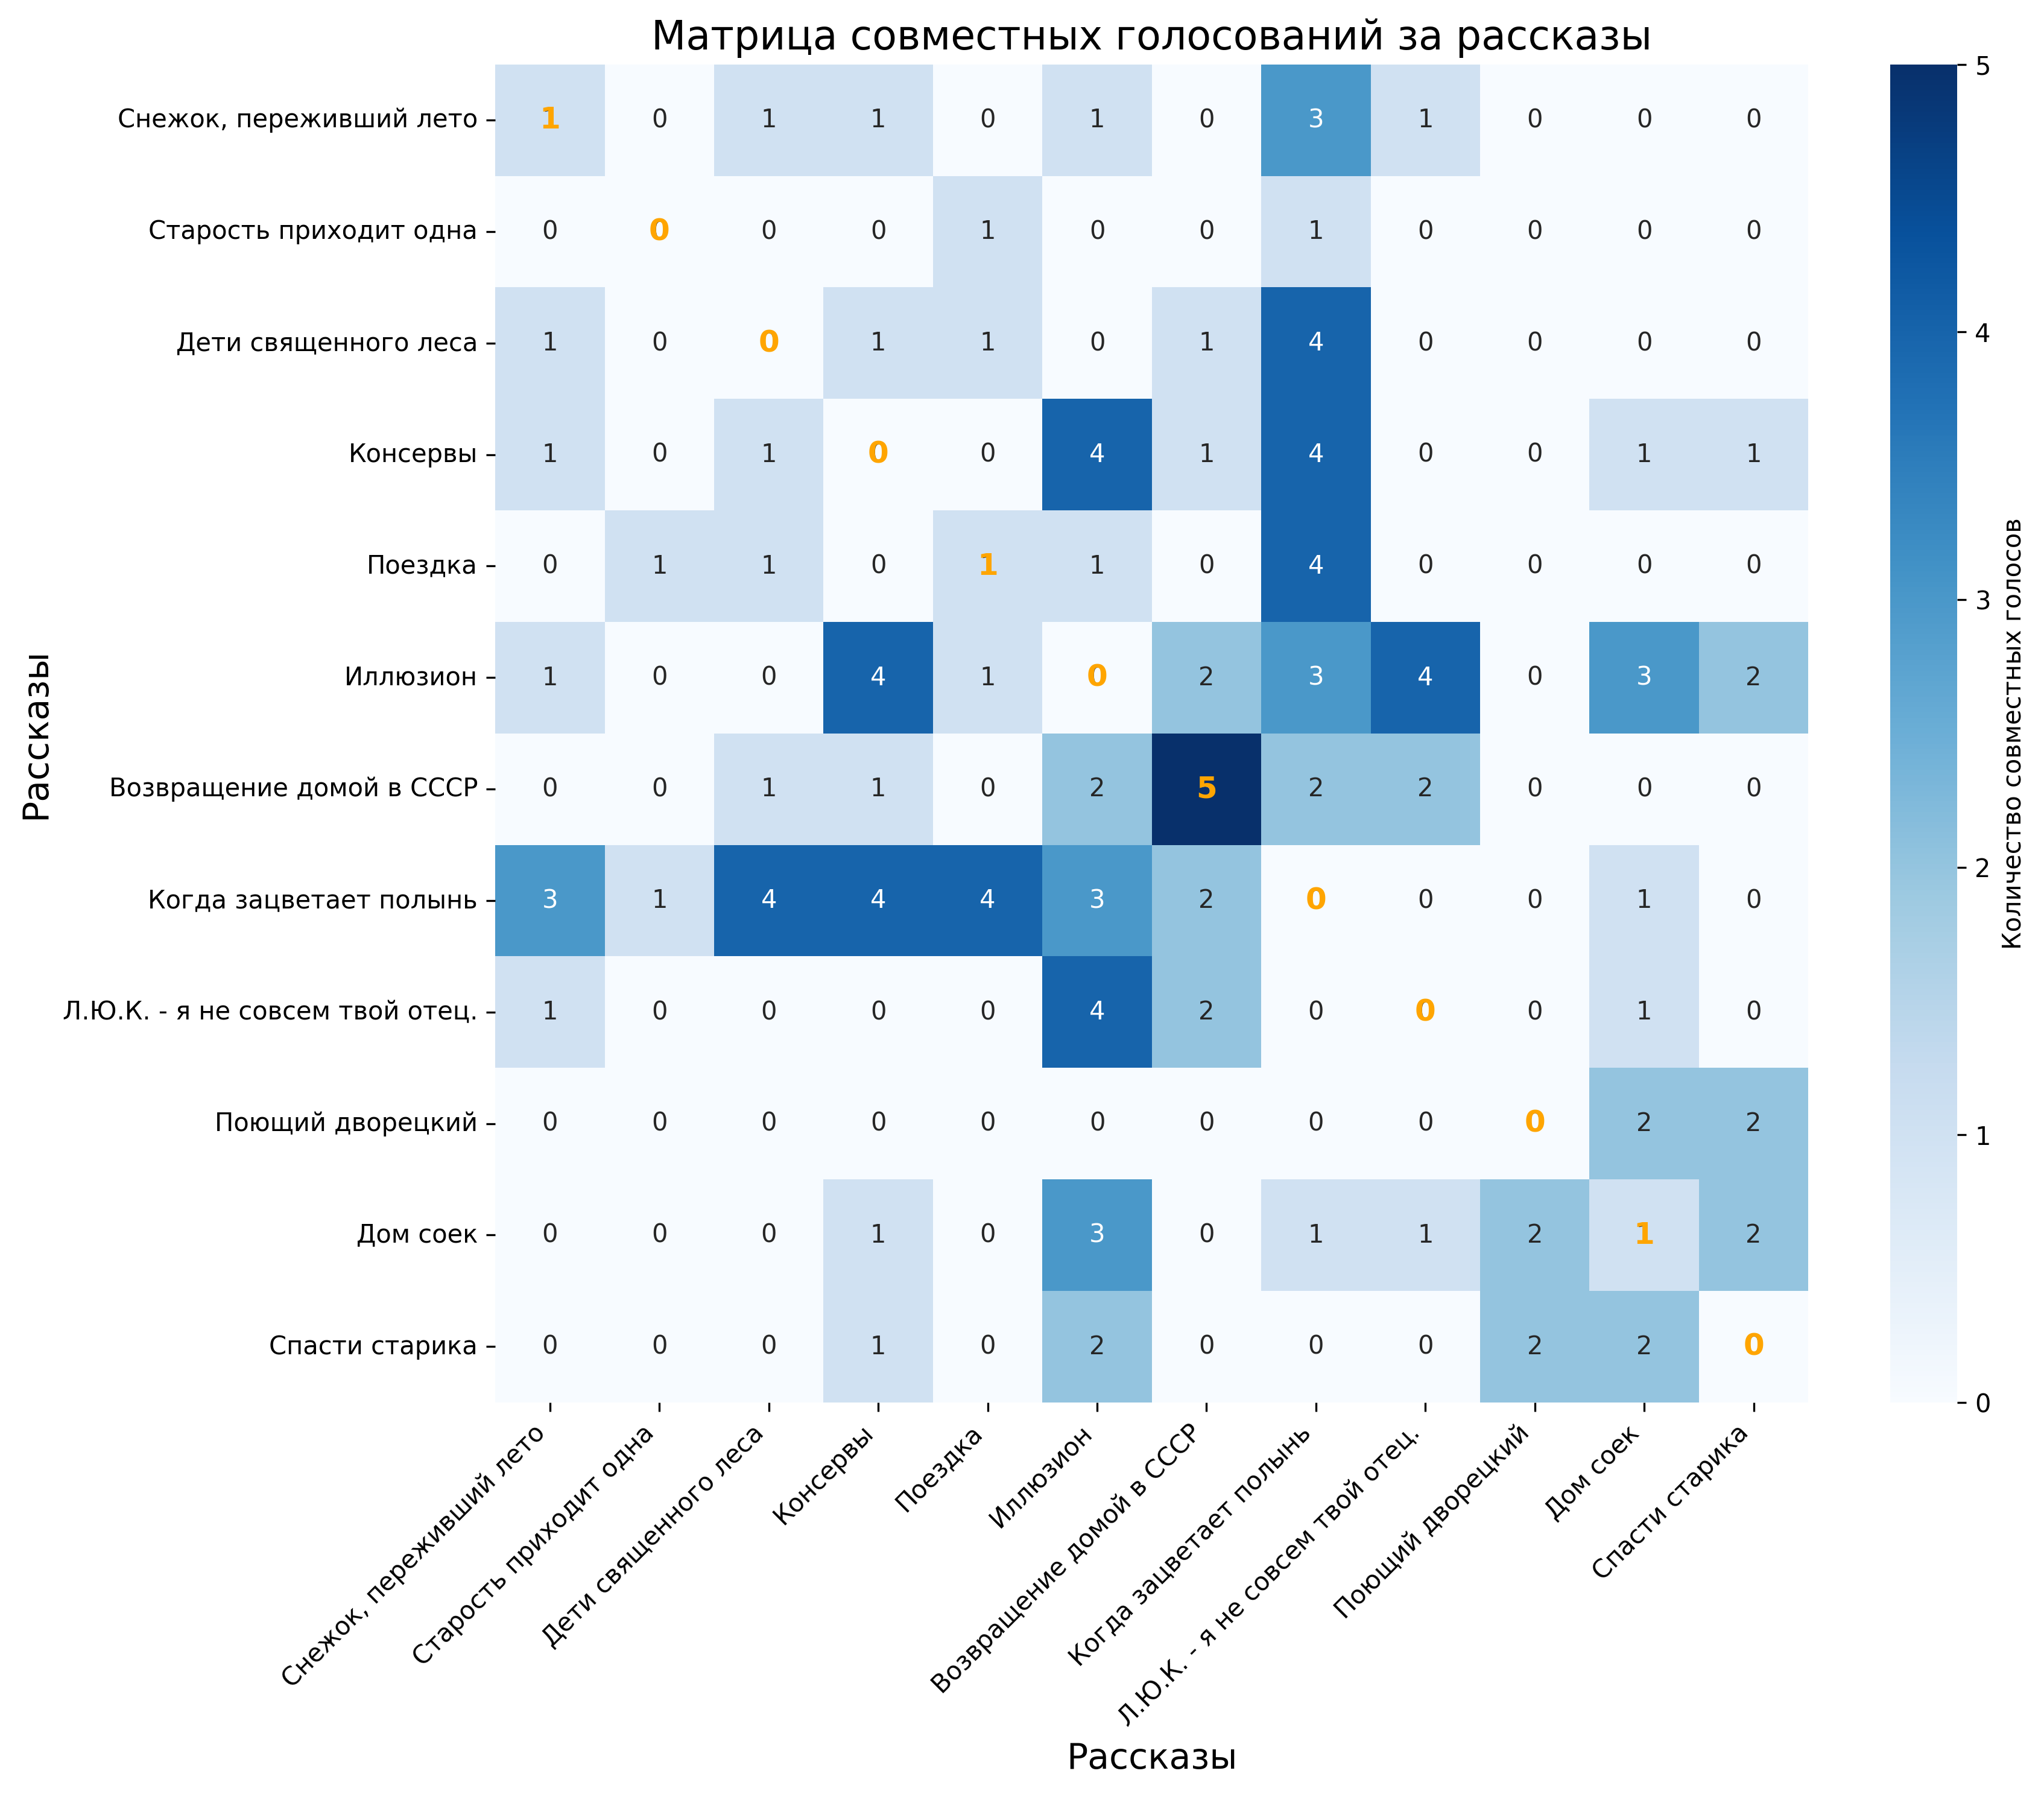 Матрица совместных голосований за рассказы
Снежок, переживший лето 1 0 1 1 0 1 0 3 1 0 0 0
Старость приходит одна 0 0 0 0 1 0 0 1 0 0 0 0
Дети священного леса 1 0 0 1 1 0 1 4 0 0 0 0
Консервы 1 0 1 0 0 4 1 4 0 0 1 1
Поездка 0 1 1 0 1 1 0 4 0 0 0 0
Иллюзион 1 0 0 4 1 0 2 3 4 0 3 2
Возвращение домой в СССР 0 0 1 1 0 2 5 2 2 0 0 0
Когда зацветает полынь 3 1 4 4 4 3 2 0 0 0 1 0
Л.Ю.К. - я не совсем твой отец. 1 0 0 0 0 4 2 0 0 0 1 0
Поющий дворецкий 0 0 0 0 0 0 0 0 0 0 2 2
Дом соек 0 0 0 1 0 3 0 1 1 2 1 2
Спасти старика 0 0 0 1 0 2 0 0 0 2 2 0
Рассказы
Снежок, переживший лето
Старость приходит одна
Дети священного леса
Консервы
Поездка
Иллюзион
Возвращение домой в СССР
Когда зацветает полынь
Л.Ю.К. - я не совсем твой отец.
Поющий дворецкий
Дом соек
Спасти старика
Рассказы
5
4
3
2
1
0
Количество совместных голосов